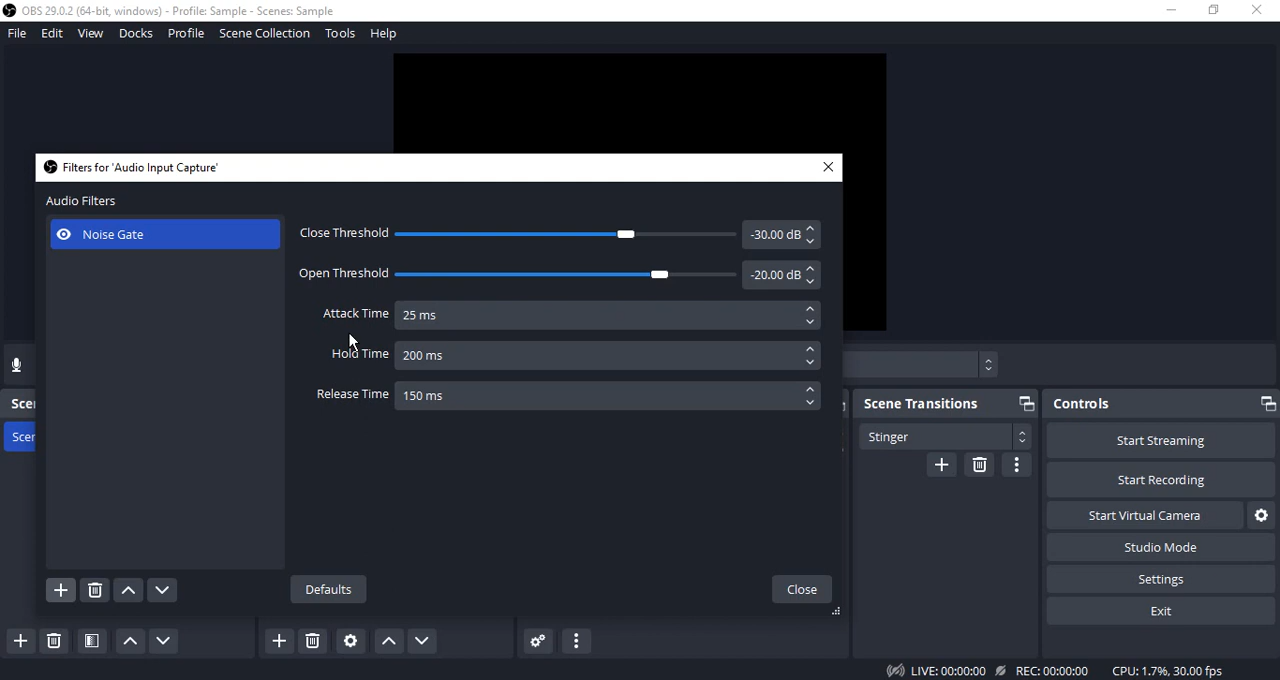 OBS 29.0.2 (64-bit, windows) - Profile: Sample - Scenes: Sample
File Edit View Docks Profile Scene Collection Tools Help
Filters for 'Audio Input Capture'
Audio Filters
Noise Gate
Close Threshold -30.00 dB
Open Threshold -20.00 dB
Attack Time 25 ms
Hold Time 200 ms
Release Time 150 ms
Defaults
Close
Scene Transitions
Controls
Stinger
Start Streaming
Start Recording
Start Virtual Camera
Studio Mode
Settings
Exit
LIVE: 00:00:00 REC: 00:00:00 CPU: 1.7%, 30.00 fps